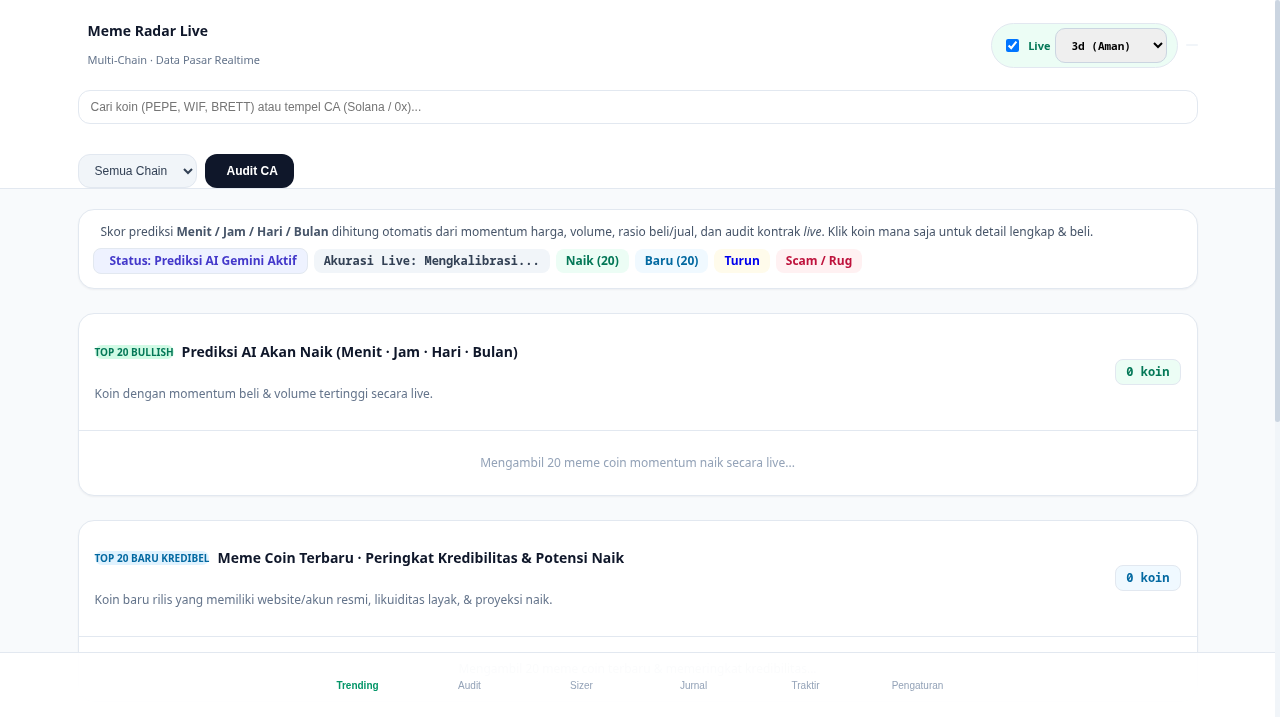 Meme Radar Live
Multi-Chain · Data Pasar Realtime
Live
3d (Aman)
Cari koin (PEPE, WIF, BRETT) atau tempel CA (Solana / 0x)...
Semua Chain
Audit CA
Skor prediksi Menit / Jam / Hari / Bulan dihitung otomatis dari momentum harga, volume, rasio beli/jual, dan audit kontrak live. Klik koin mana saja untuk detail lengkap & beli.
Status: Prediksi AI Gemini Aktif
Akurasi Live: Mengkalibrasi...
Naik (20)
Baru (20)
Turun
Scam / Rug
TOP 20 BULLISH Prediksi AI Akan Naik (Menit · Jam · Hari · Bulan)
Koin dengan momentum beli & volume tertinggi secara live.
0 koin
Mengambil 20 meme coin momentum naik secara live...
TOP 20 BARU KREDIBEL Meme Coin Terbaru · Peringkat Kredibilitas & Potensi Naik
Koin baru rilis yang memiliki website/akun resmi, likuiditas layak, & proyeksi naik.
0 koin
Trending
Audit
Sizer
Jurnal
Traktir
Pengaturan